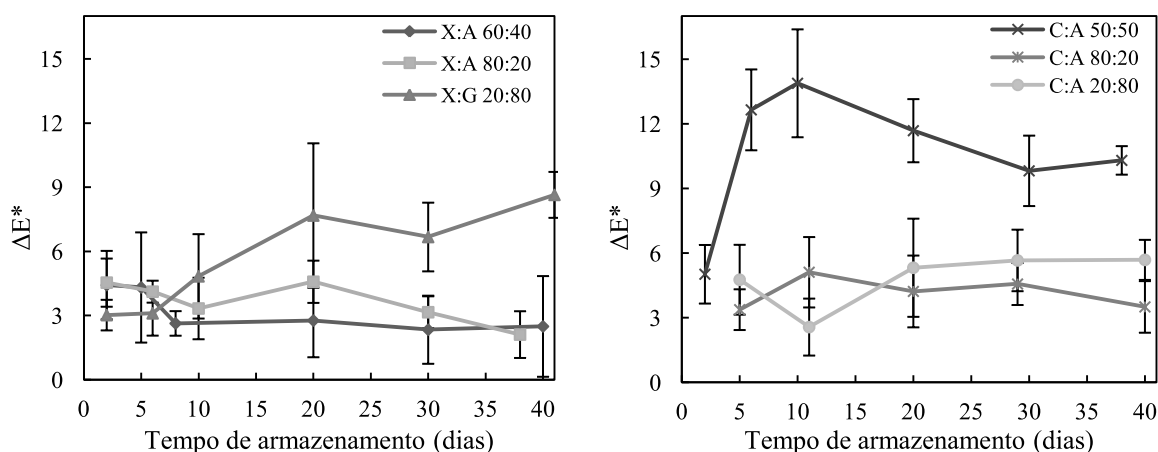 15
12
9
6
3
0
ΔE*
X:A 60:40
X:A 80:20
X:G 20:80
0 5 10 15 20 25 30 35 40
Tempo de armazenamento (dias)
15
12
9
6
3
0
ΔE*
C:A 50:50
C:A 80:20
C:A 20:80
0 5 10 15 20 25 30 35 40
Tempo de armazenamento (dias)